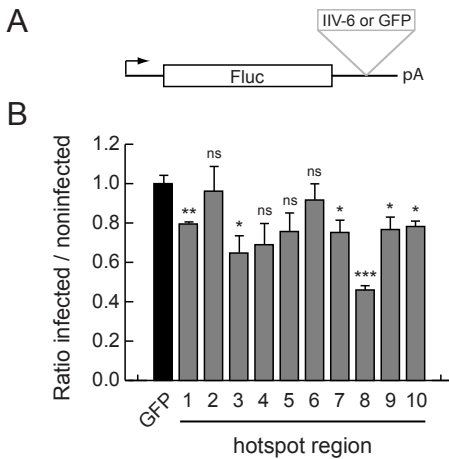 A
IIV-6 or GFP
Fluc
pA
B
Ratio infected / noninfected
1.2
1.0
0.8
0.6
0.4
0.2
0.0
** ns * ns ns ns * *** * *
GFP 1 2 3 4 5 6 7 8 9 10
hotspot region